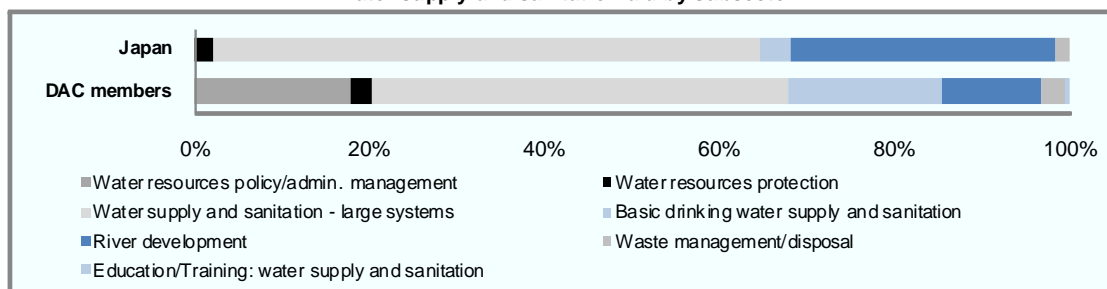 Water supply and sanitation aid by subsector
Japan
DAC members
0% 20% 40% 60% 80% 100%
Water resources policy/admin. management Water resources protection
Water supply and sanitation - large systems Basic drinking water supply and sanitation
River development Waste management/disposal
Education/Training: water supply and sanitation